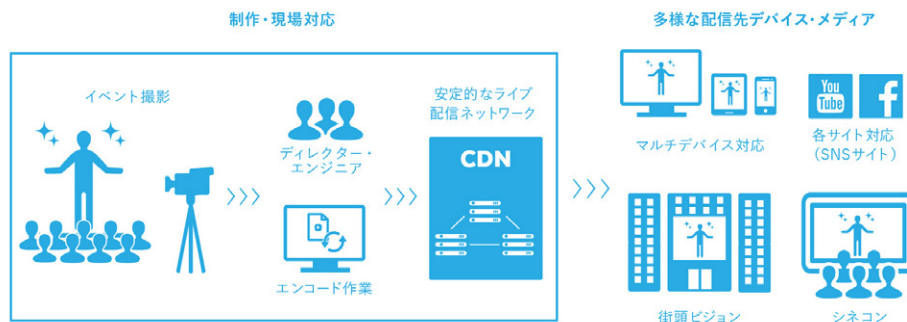 制作・現場対応
イベント撮影
ディレクター・
エンジニア
エンコード作業
安定的なライブ
配信ネットワーク
CDN
多様な配信先デバイス・メディア
マルチデバイス対応
You
Tube
f
各サイト対応
（SNSサイト）
街頭ビジョン
シネコン